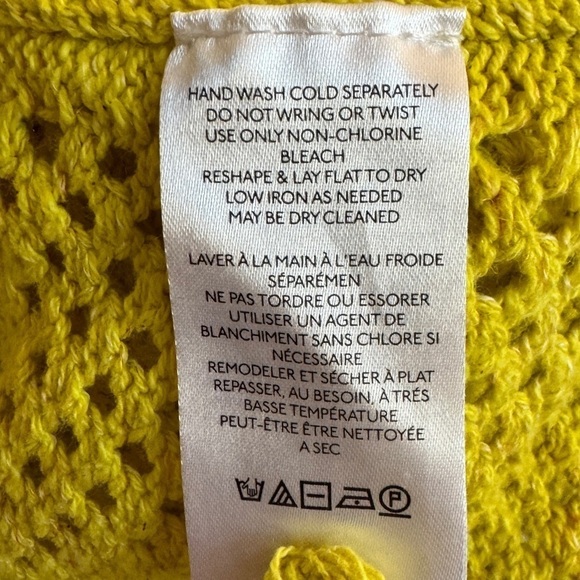 HAND WASH COLD SEPARATELY
DO NOT WRING OR TWIST
USE ONLY NON-CHLORINE
BLEACH
RESHAPE & LAY FLAT TO DRY
LOW IRON AS NEEDED
MAY BE DRY CLEANED
LAVER À LA MAIN À L'EAU FROIDE
SÉPARÉMEN
NE PAS TORDRE OU ESSORER
UTILISER UN AGENT DE
BLANCHIMENT SANS CHLORE SI
NÉCESSAIRE
REMODELER ET SÉCHER À PLAT
REPASSER, AU BESOIN, À TRÉS
BASSE TEMPÉRATURE
PEUT-ÊTRE ÊTRE NETTOYÉE
A SEC
P